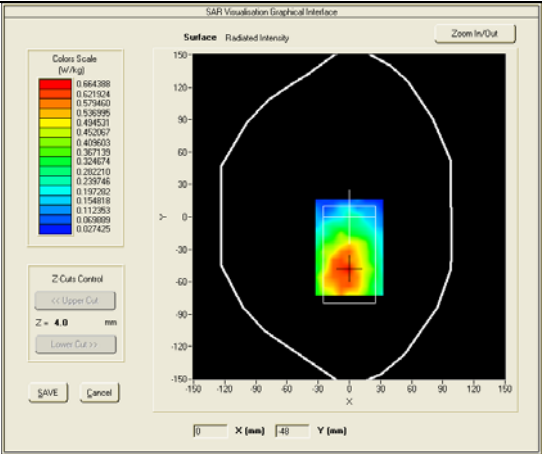 SAR Visualisation Graphical Interface
Surface Radiated Intensity
Zoom In/Out
Colors Scale
(W/kg)
0.664388
0.621924
0.579460
0.536995
0.494531
0.452067
0.409603
0.367139
0.324674
0.282210
0.239746
0.197282
0.154818
0.112353
0.069889
0.027425
Z-Cuts Control
<< Upper Cut
Z = 4.0 mm
Lower Cut >>
SAVE Cancel
150
120
90
60
30
0
-30
-60
-90
-120
-150
Y
-150 -120 -90 -60 -30 0 30 60 90 120 150
X
0 X (mm) -48 Y (mm)